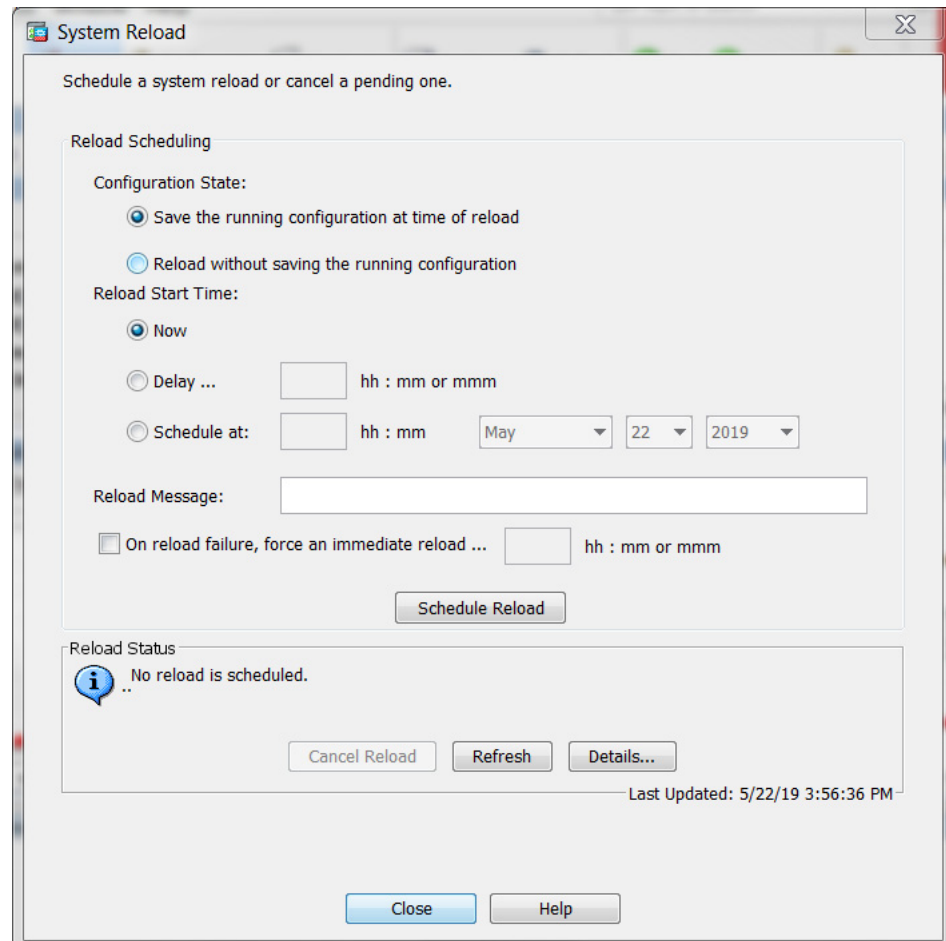 System Reload
Schedule a system reload or cancel a pending one.
Reload Scheduling
Configuration State:
Save the running configuration at time of reload
Reload without saving the running configuration
Reload Start Time:
Now
Delay ... hh : mm or mmm
Schedule at: hh : mm May 22 2019
Reload Message:
On reload failure, force an immediate reload ... hh : mm or mmm
Schedule Reload
Reload Status
..No reload is scheduled.
Cancel Reload Refresh Details...
Last Updated: 5/22/19 3:56:36 PM
Close Help